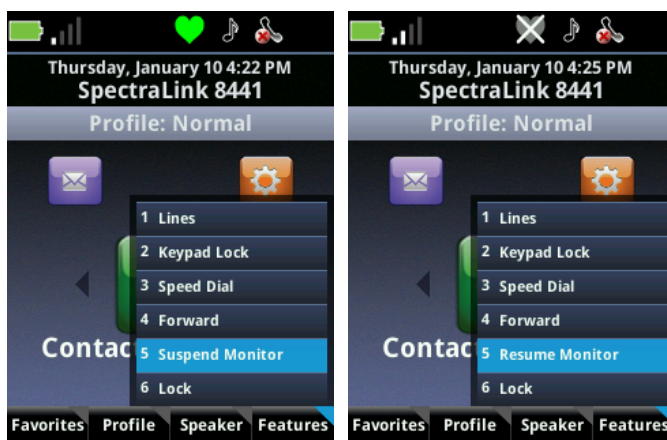 Thursday, January 10 4:22 PM
SpectraLink 8441
Profile: Normal
1 Lines
2 Keypad Lock
3 Speed Dial
4 Forward
Contac
5 Suspend Monitor
6 Lock
Favorites Profile Speaker Features
Thursday, January 10 4:25 PM
SpectraLink 8441
Profile: Normal
1 Lines
2 Keypad Lock
3 Speed Dial
4 Forward
Contac
5 Resume Monitor
6 Lock
Favorites Profile Speaker Features